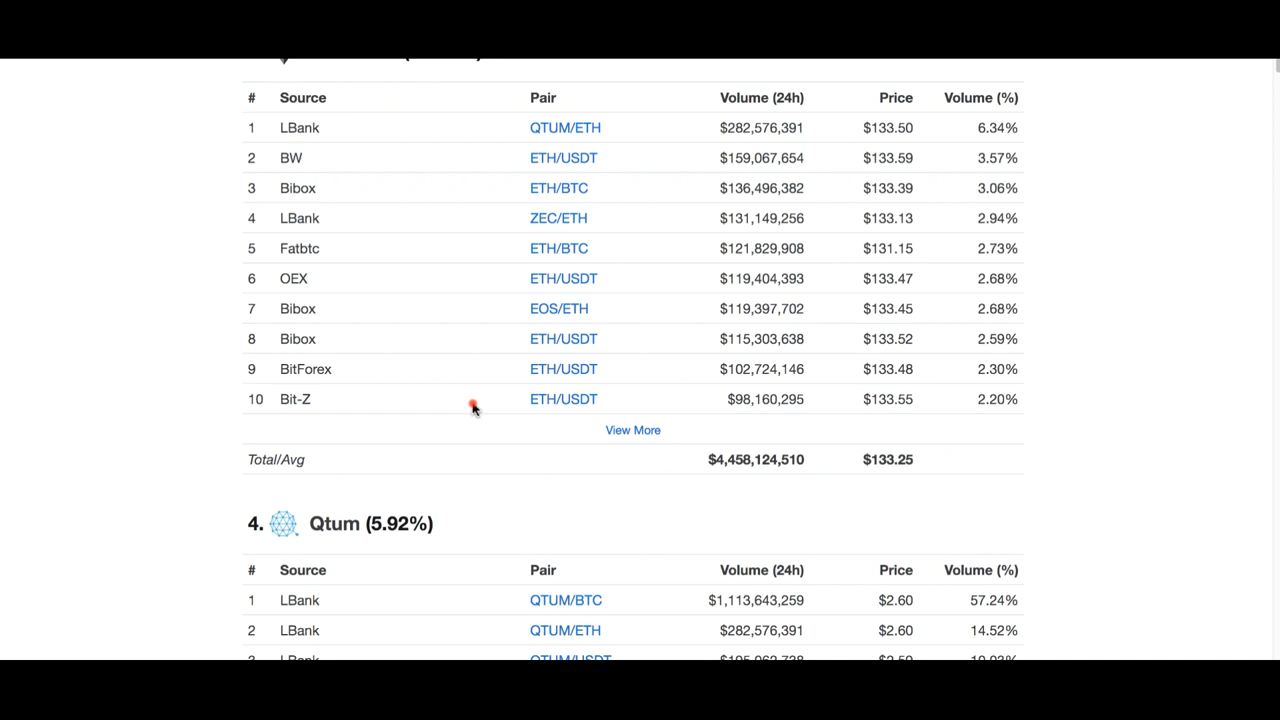 # Source Pair Volume (24h) Price Volume (%)
1 LBank QTUM/ETH $282,576,391 $133.50 6.34%
2 BW ETH/USDT $159,067,654 $133.59 3.57%
3 Bibox ETH/BTC $136,496,382 $133.39 3.06%
4 LBank ZEC/ETH $131,149,256 $133.13 2.94%
5 Fatbtc ETH/BTC $121,829,908 $131.15 2.73%
6 OEX ETH/USDT $119,404,393 $133.47 2.68%
7 Bibox EOS/ETH $119,397,702 $133.45 2.68%
8 Bibox ETH/USDT $115,303,638 $133.52 2.59%
9 BitForex ETH/USDT $102,724,146 $133.48 2.30%
10 Bit-Z ETH/USDT $98,160,295 $133.55 2.20%
View More
Total/Avg $4,458,124,510 $133.25
4. Qtum (5.92%)
# Source Pair Volume (24h) Price Volume (%)
1 LBank QTUM/BTC $1,113,643,259 $2.60 57.24%
2 LBank QTUM/ETH $282,576,391 $2.60 14.52%
LBank QTUM/USDT